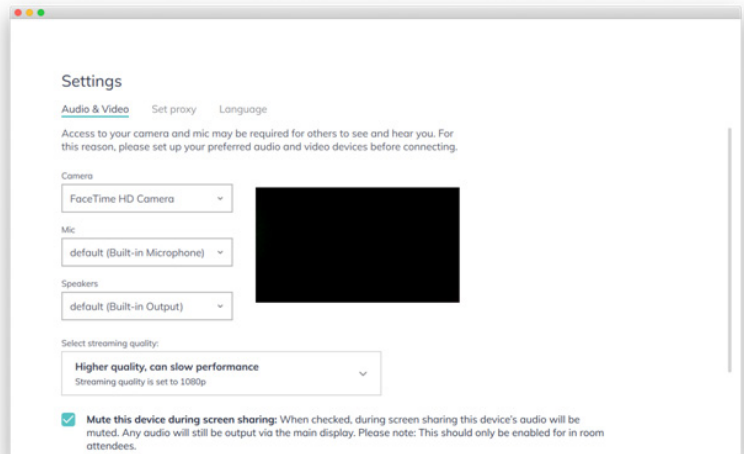 Settings
Audio & Video Set proxy Language
Access to your camera and mic may be required for others to see and hear you. For
this reason, please set up your preferred audio and video devices before connecting.
Camera
FaceTime HD Camera
Mic
default (Built-in Microphone)
Speakers
default (Built-in Output)
Select streaming quality:
Higher quality, can slow performance
Streaming quality is set to 1080p
Mute this device during screen sharing: When checked, during screen sharing this device's audio will be
muted. Any audio will still be output via the main display. Please note: This should only be enabled for in room
attendees.